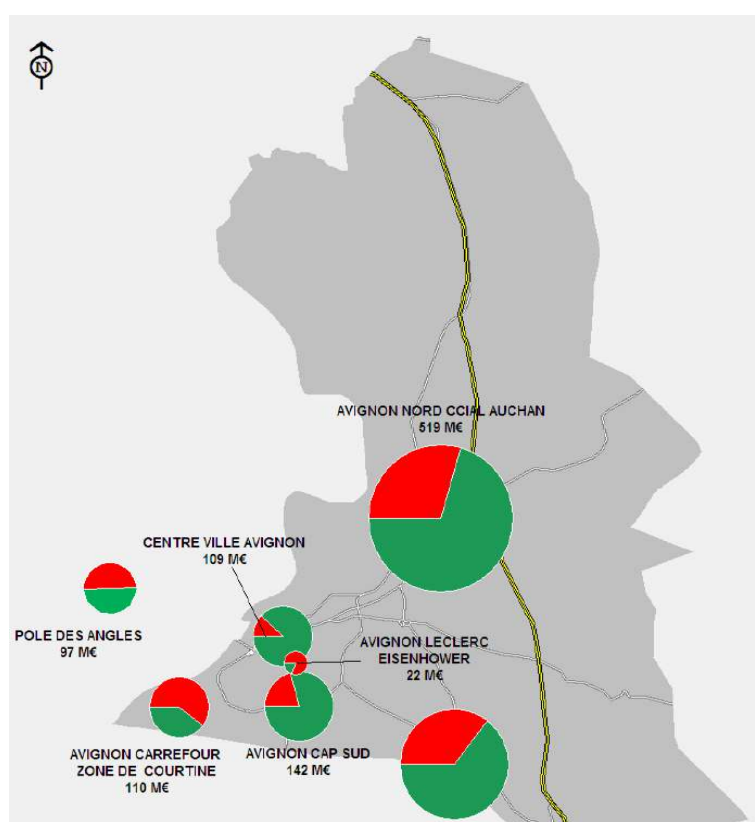 N
AVIGNON NORD CCIAL AUCHAN
519 M€
CENTRE VILLE AVIGNON
109 M€
POLE DES ANGLES
97 M€
AVIGNON LECLERC
EISENHOWER
22 M€
AVIGNON CARREFOUR
ZONE DE COURTINE
110 M€
AVIGNON CAP SUD
142 M€